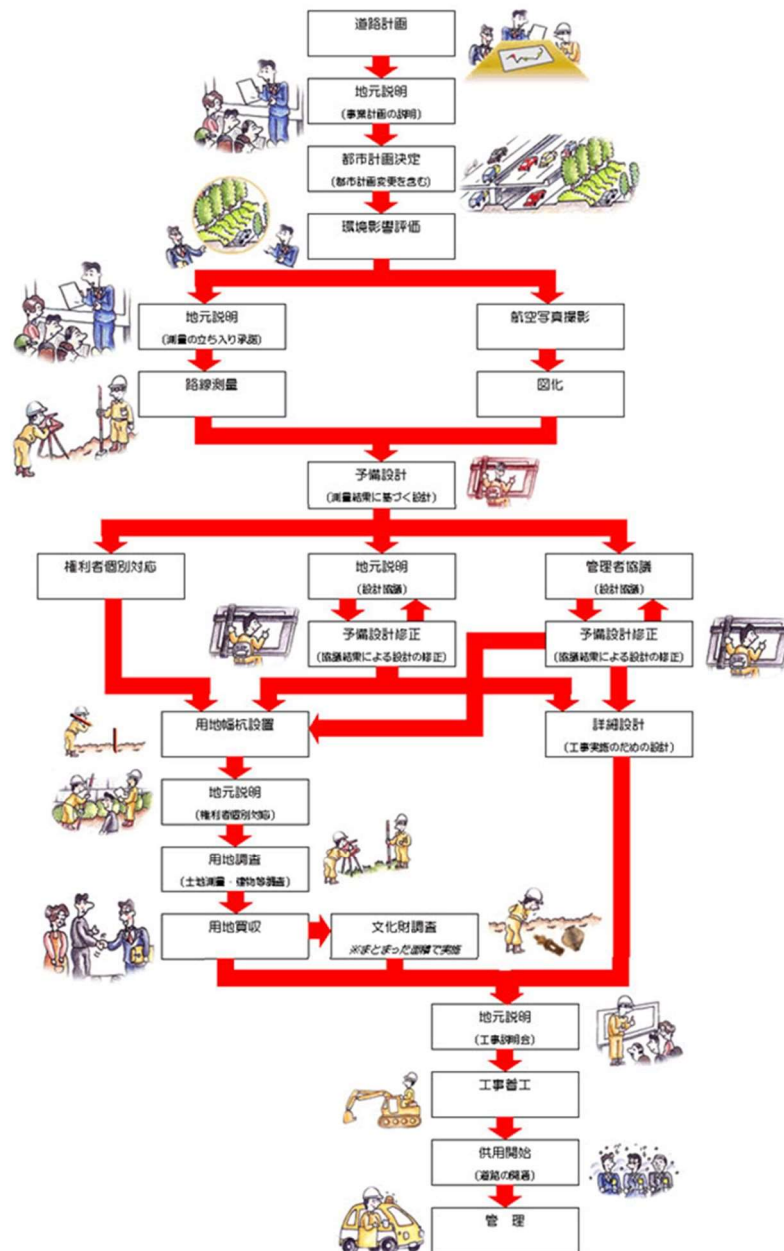 道路計画
地元説明
(事業計画の説明)
都市計画決定
(都市計画変更を含む)
環境影響評価
地元説明
(測量の立ち入り承諾)
航空写真撮影
路線測量
図化
予備設計
(測量結果に基づく設計)
権利者個別対応
地元説明
(設計協議)
管理者協議
(設計協議)
予備設計修正
(協議結果による設計の修正)
予備設計修正
(協議結果による設計の修正)
用地幅杭設置
詳細設計
(工事実施のための設計)
地元説明
(権利者個別対応)
用地調査
(土地測量・建物等調査)
用地買収
文化財調査
※まとまった面積で実施
地元説明
(工事説明会)
工事着工
供用開始
(道路の開通)
管 理